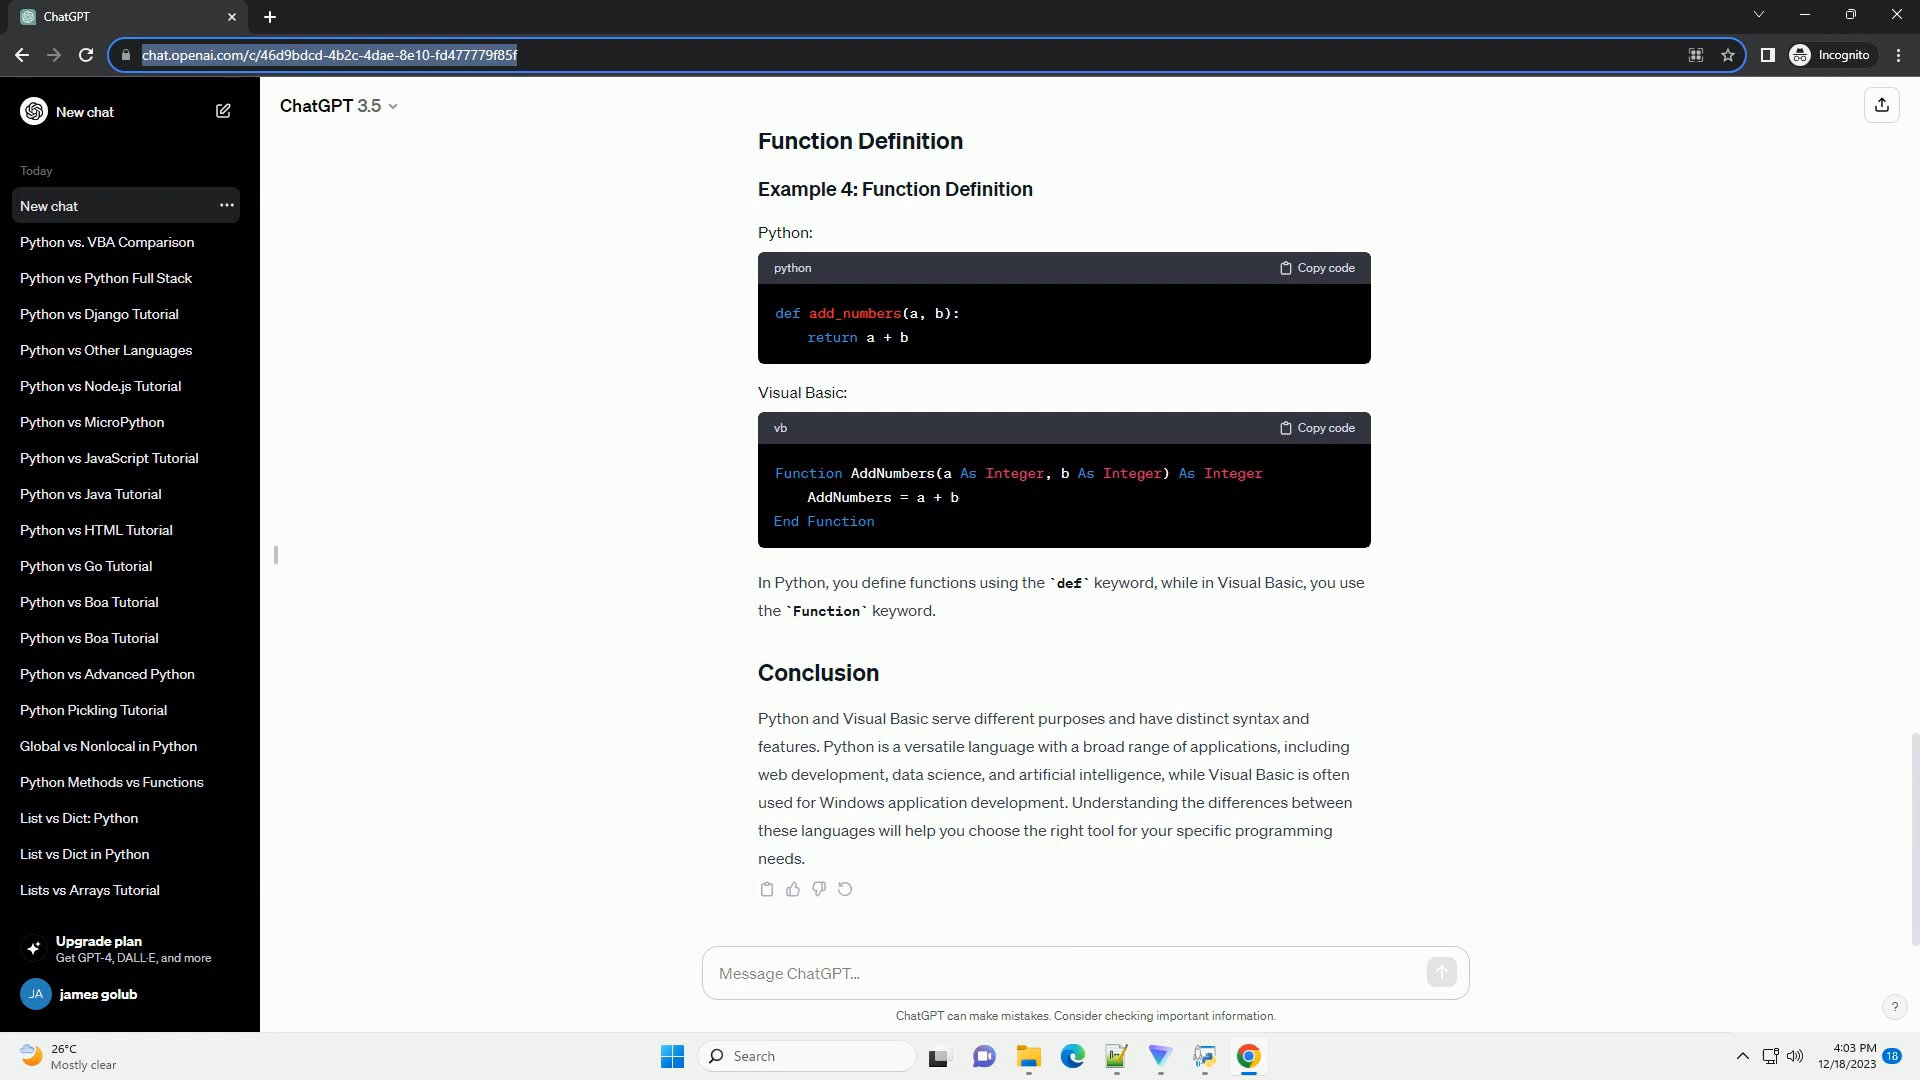 ChatGPT
chat.openai.com/c/46d9bdcd-4b2c-4dae-8e10-fd477779f85f
Incognito
New chat
Today
New chat
Python vs. VBA Comparison
Python vs Python Full Stack
Python vs Django Tutorial
Python vs Other Languages
Python vs Node.js Tutorial
Python vs MicroPython
Python vs JavaScript Tutorial
Python vs Java Tutorial
Python vs HTML Tutorial
Python vs Go Tutorial
Python vs Boa Tutorial
Python vs Boa Tutorial
Python vs Advanced Python
Python Pickling Tutorial
Global vs Nonlocal in Python
Python Methods vs Functions
List vs Dict: Python
List vs Dict in Python
Lists vs Arrays Tutorial
Upgrade plan
Get GPT-4, DALL·E, and more
JA
james golub
ChatGPT 3.5
Function Definition
Example 4: Function Definition
Python:
python
Copy code
def add_numbers(a, b):
    return a + b
Visual Basic:
vb
Copy code
Function AddNumbers(a As Integer, b As Integer) As Integer
    AddNumbers = a + b
End Function
In Python, you define functions using the `def` keyword, while in Visual Basic, you use
the `Function` keyword.
Conclusion
Python and Visual Basic serve different purposes and have distinct syntax and
features. Python is a versatile language with a broad range of applications, including
web development, data science, and artificial intelligence, while Visual Basic is often
used for Windows application development. Understanding the differences between
these languages will help you choose the right tool for your specific programming
needs.
Message ChatGPT...
ChatGPT can make mistakes. Consider checking important information.
?
26°C
Mostly clear
Search
4:03 PM
12/18/2023
18